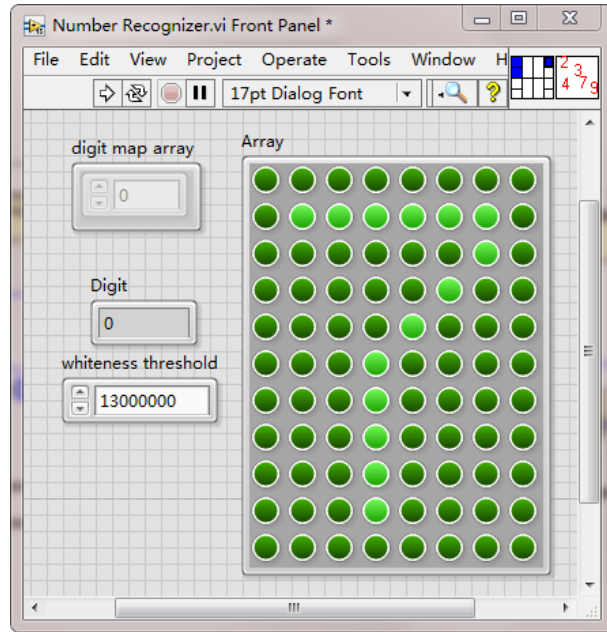 Number Recognizer.vi Front Panel *
File Edit View Project Operate Tools Window H
17pt Dialog Font
2
3
4 7 9
digit map array
Array
0
Digit
0
whiteness threshold
13000000